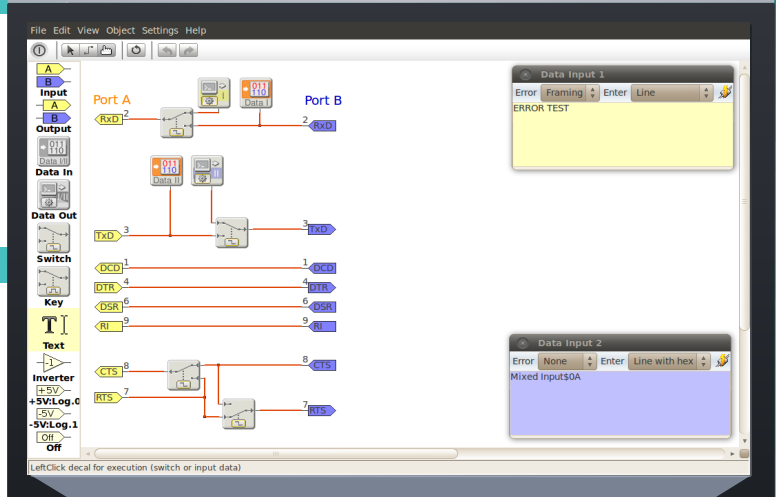 File Edit View Object Settings Help
A
B
Input
A
B
Output
011
110
Data I/II
Data In
Data Out
Switch
Key
T
Text
-1
Inverter
+5V
+5V:Log.0
-5V
-5V:Log.1
Off
Off
Port A
Port B
I
011
110
Data I
RxD 2
2 RxD
011
110
Data II
II
TxD 3
3 TxD
DCD 1
1 DCD
DTR 4
4 DTR
DSR 6
6 DSR
RI 9
9 RI
CTS 8
8 CTS
RTS 7
7 RTS
Data Input 1
Error Framing Enter Line
ERROR TEST
Data Input 2
Error None Enter Line with hex
Mixed Input$0A
LeftClick decal for execution (switch or input data)